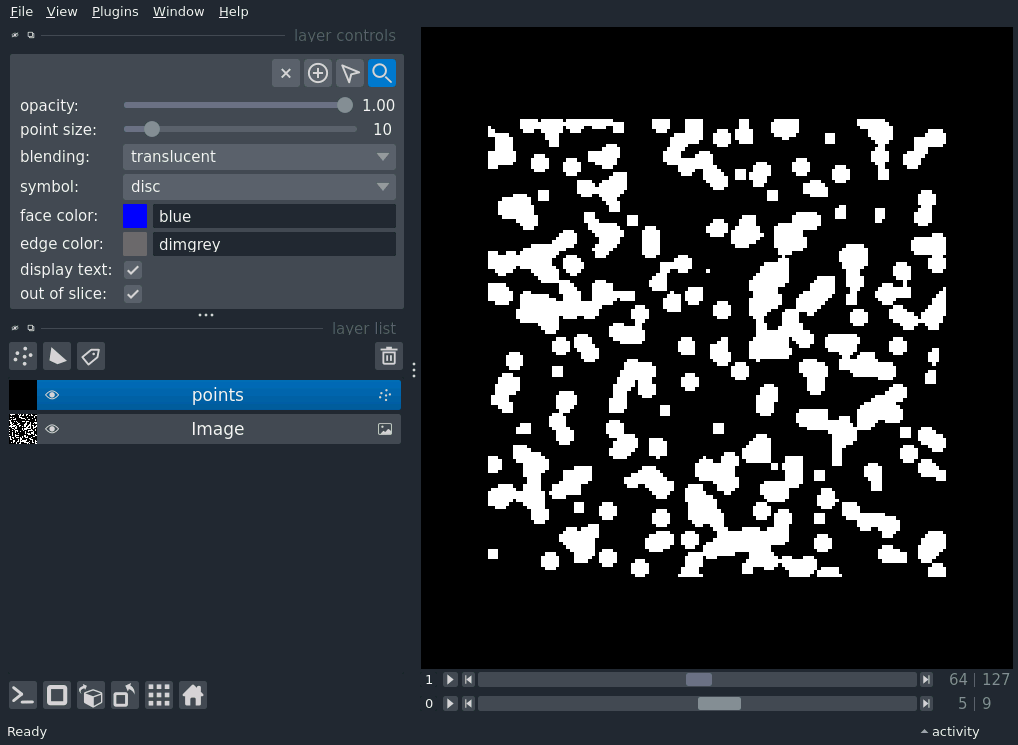 File View Plugins Window Help
layer controls
opacity: 1.00
point size: 10
blending: translucent
symbol: disc
face color: blue
edge color: dimgrey
display text:
out of slice:
layer list
points
Image
1 64 | 127
0 5 | 9
Ready activity